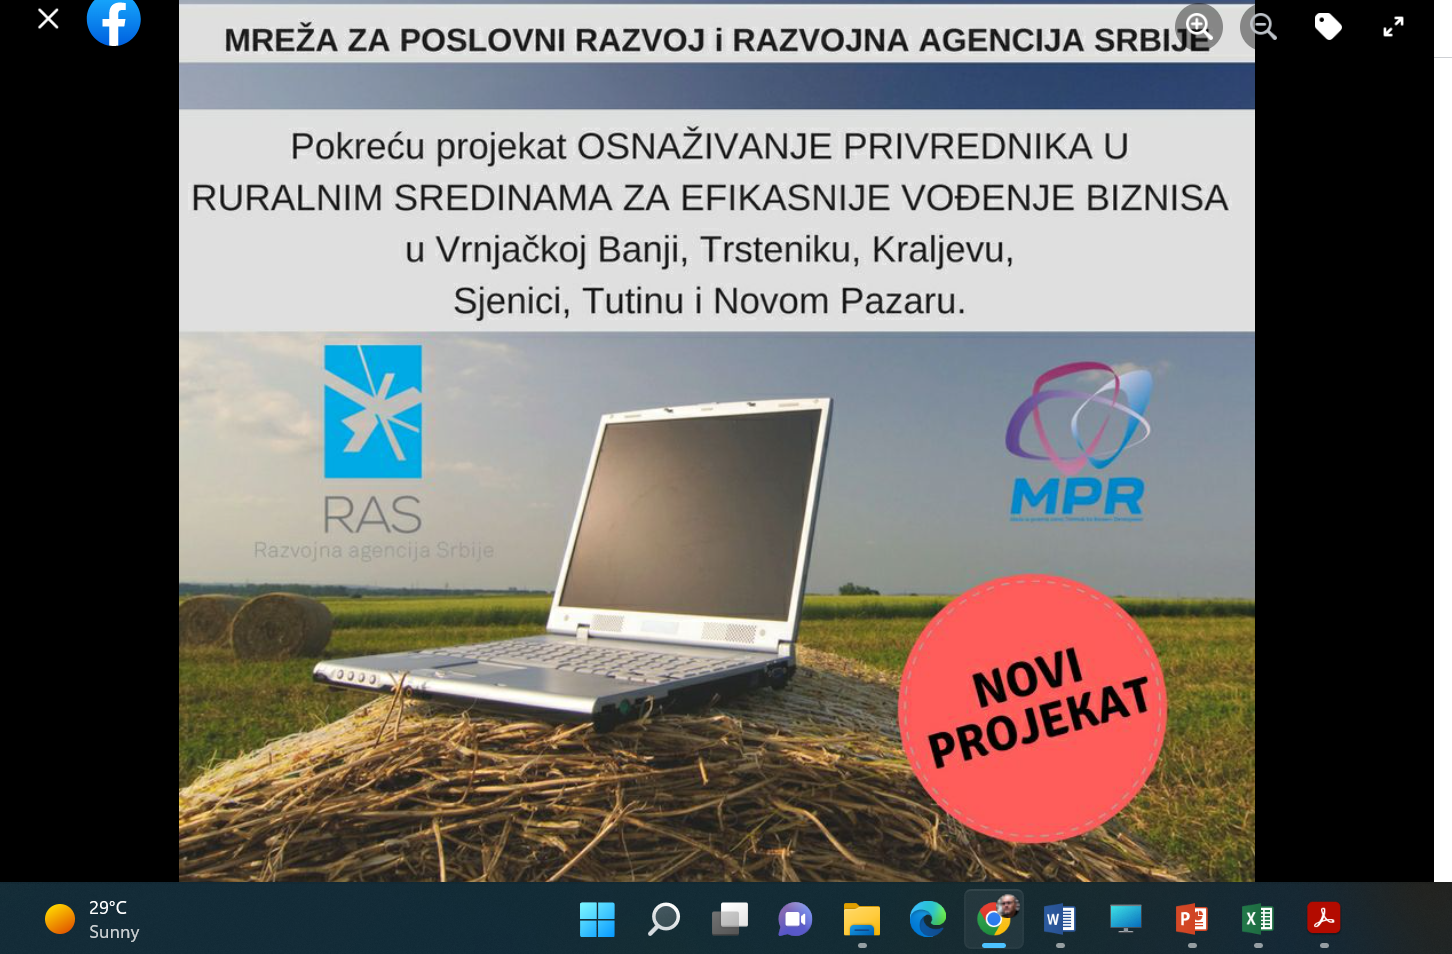 MREŽA ZA POSLOVNI RAZVOJ i RAZVOJNA AGENCIJA SRBIJE
Pokreću projekat OSNAŽIVANJE PRIVREDNIKA U
RURALNIM SREDINAMA ZA EFIKASNIJE VOĐENJE BIZNISA
u Vrnjačkoj Banji, Trsteniku, Kraljevu,
Sjenici, Tutinu i Novom Pazaru.
RAS
Razvojna agencija Srbije
MPR
NOVI
PROJEKAT
29°C
Sunny